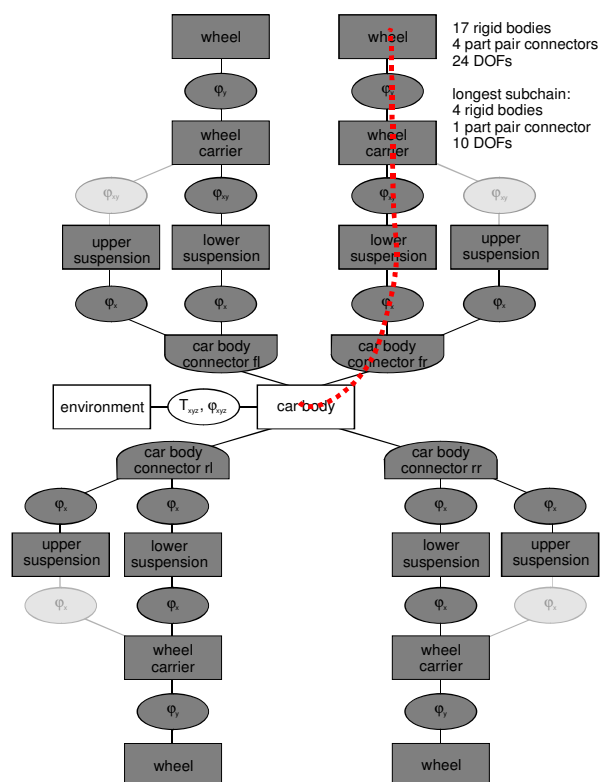 17 rigid bodies
4 part pair connectors
24 DOFs
longest subchain:
4 rigid bodies
1 part pair connector
10 DOFs
wheel
wheel
φy
φy
wheel
carrier
wheel
carrier
φxy
φxy
φxy
φxy
upper
suspension
lower
suspension
lower
suspension
upper
suspension
φx
φx
φx
φx
car body
connector fl
car body
connector fr
environment
Txyz, φxyz
car body
car body
connector rl
car body
connector rr
φx
φx
φx
φx
upper
suspension
lower
suspension
lower
suspension
upper
suspension
φx
φx
φx
φx
wheel
carrier
wheel
carrier
φy
φy
wheel
wheel